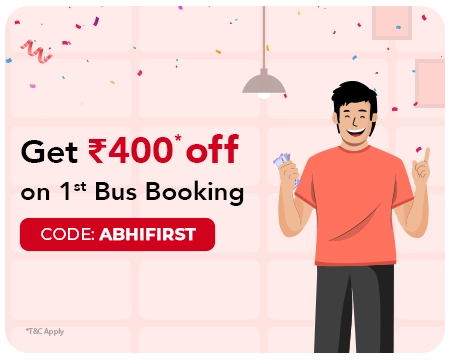 Get ₹400* off
on 1st Bus Booking
CODE: ABHIFIRST
*T&C Apply